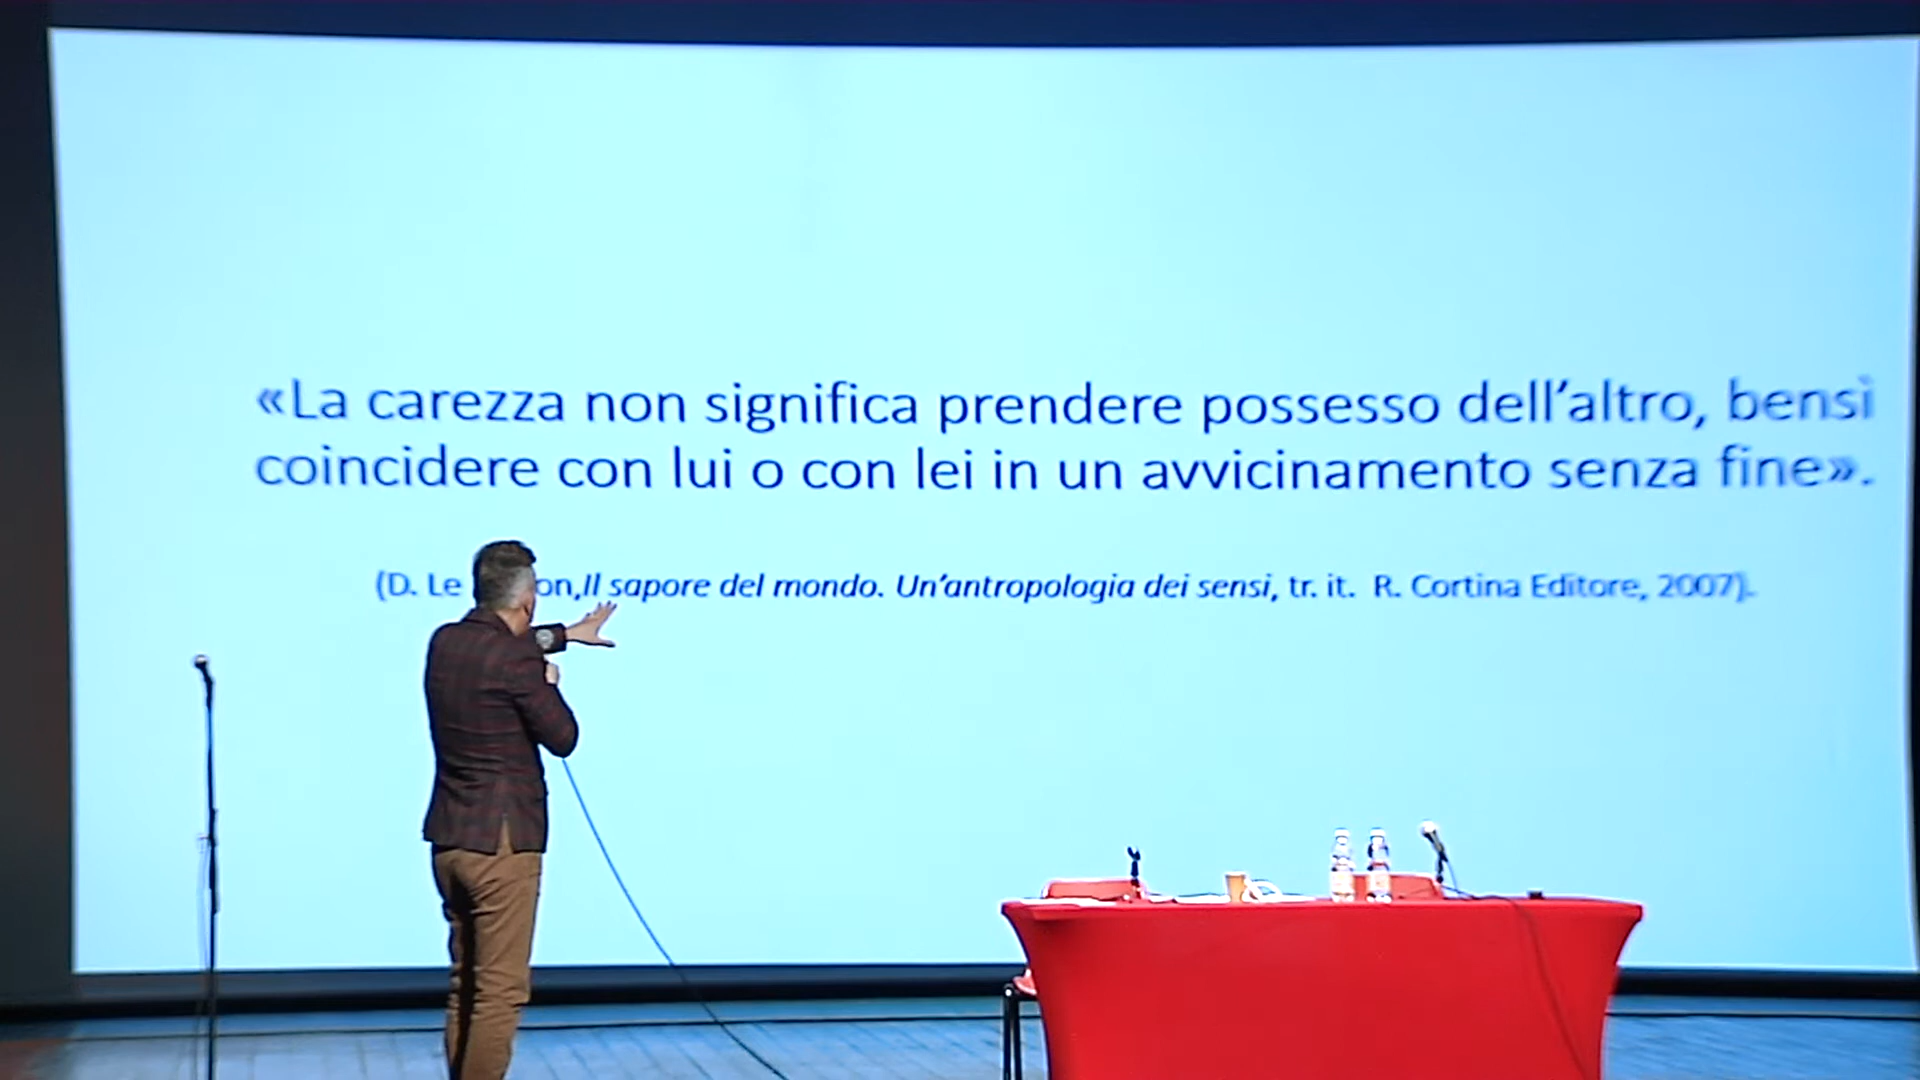 «La carezza non significa prendere possesso dell’altro, bensì
coincidere con lui o con lei in un avvicinamento senza fine».
(D. Le on,Il sapore del mondo. Un’antropologia dei sensi, tr. it. R. Cortina Editore, 2007).